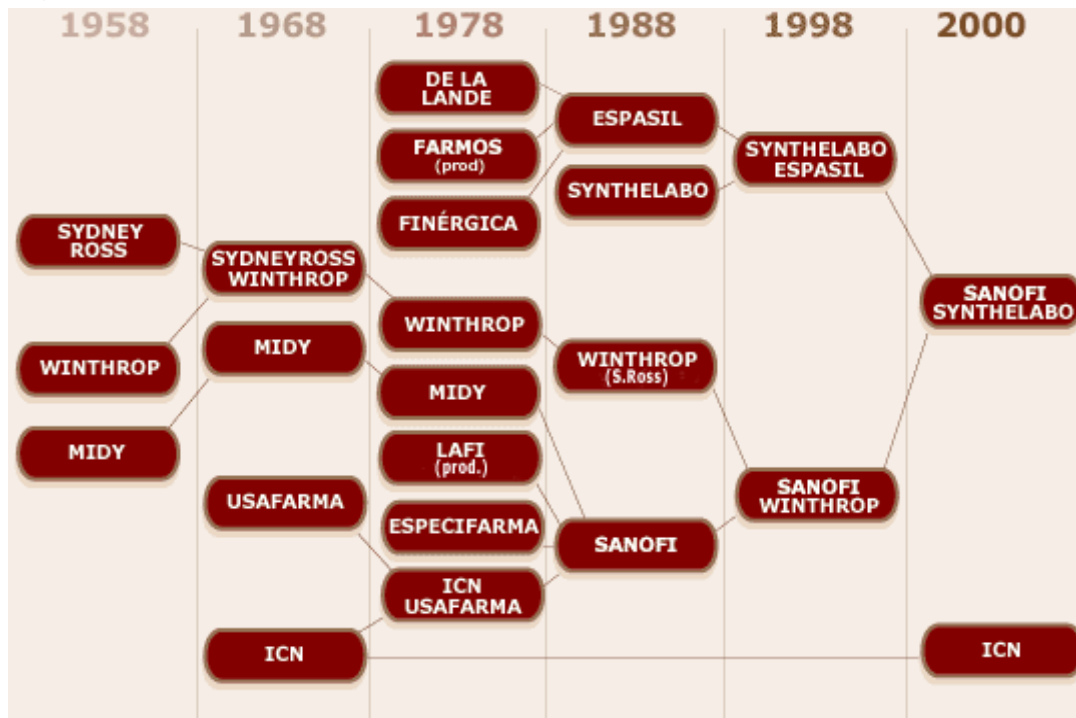 1958 1968 1978 1988 1998 2000
DE LA
LANDE
FARMOS
(prod)
FINÉRGICA
ESPASIL
SYNTHELABO
SYNTHELABO
ESPASIL
SYDNEY
ROSS
SYDNEYROSS
WINTHROP
WINTHROP
MIDY
MIDY
USAFARMA
ICN
WINTHROP
MIDY
LAFI
(prod.)
ESPECIFARMA
ICN
USAFARMA
WINTHROP
(S.Ross)
SANOFI
SANOFI
WINTHROP
SANOFI
SYNTHELABO
ICN